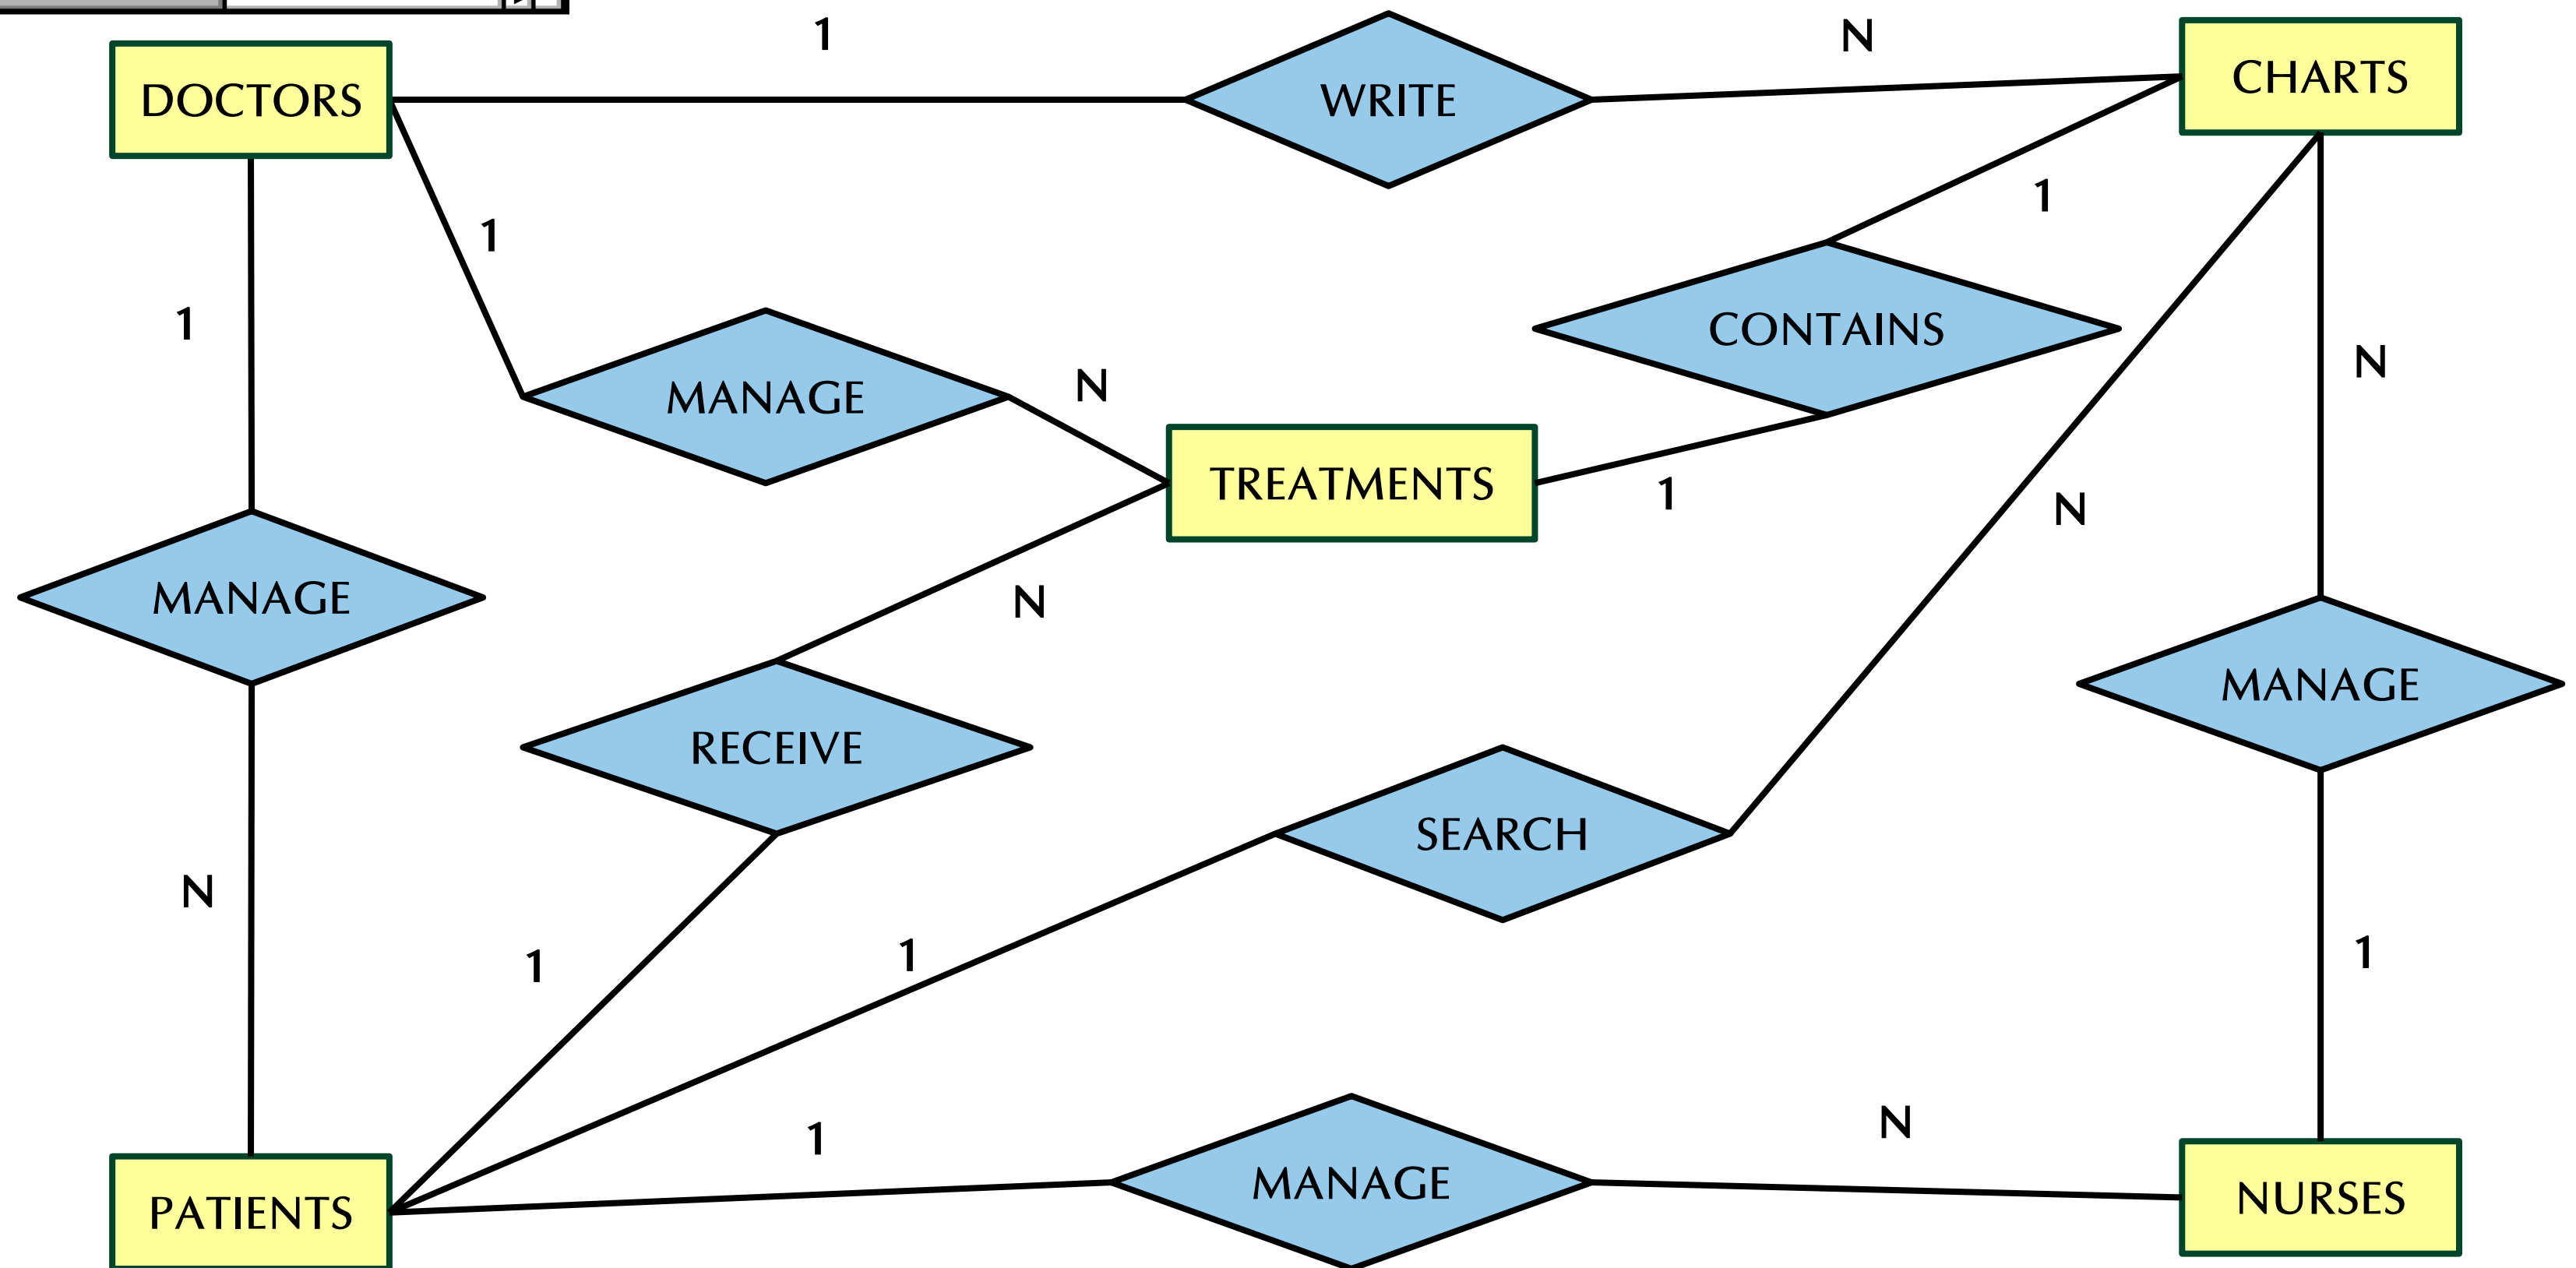 1
N
DOCTORS
WRITE
CHARTS
1
1
1
MANAGE
N
CONTAINS
N
TREATMENTS
1
N
MANAGE
N
RECEIVE
SEARCH
MANAGE
N
1
1
1
1
N
PATIENTS
MANAGE
NURSES